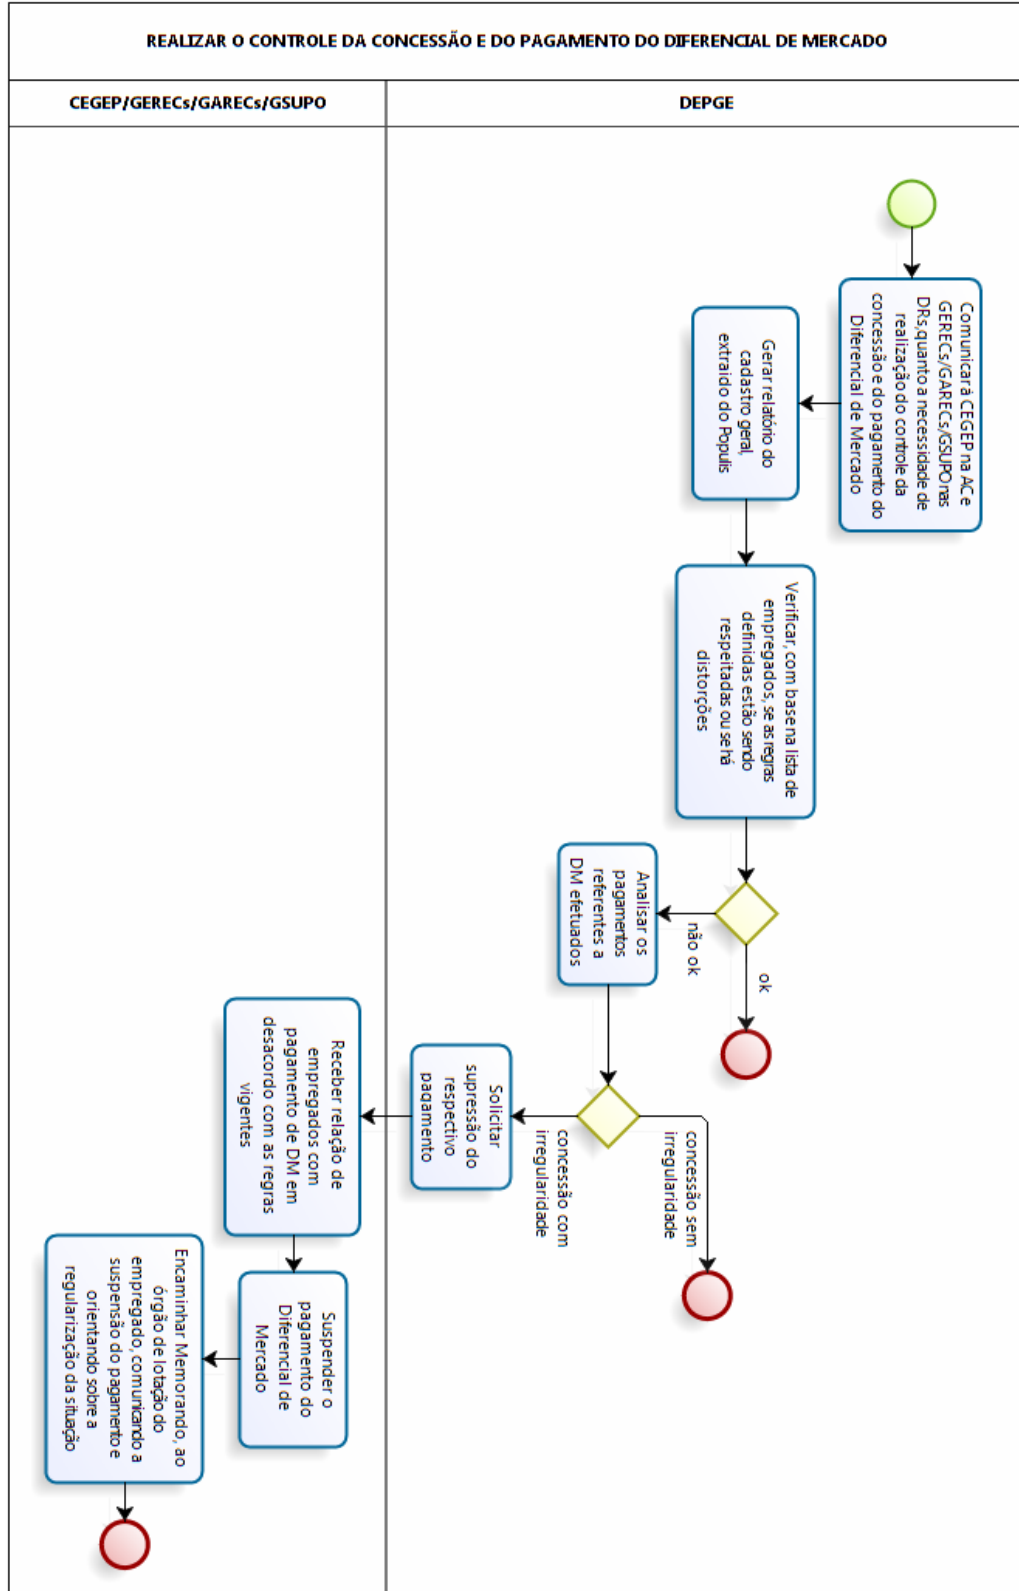 REALIZAR O CONTROLE DA CONCESSÃO E DO PAGAMENTO DO DIFERENCIAL DE MERCADO
CEGEP/GERECs/GARECs/GSUPO
DEPGE
Comunicarà CEGEP na AC e
GERECs/GARECs/GSUPO nas
DRs,quanto a necessidade de
realização do controle da
concessão e do pagamento do
Diferencial de Mercado
Gerar relatório do
cadastro geral,
extraido do Populis
Verificar, com base na lista de
empregados, se as regras
definidas estão sendo
respeitadas ou se há
distorções
ok
não ok
Analisar os
pagamentos
referentes a
DM efetuados
concessão sem
irregularidade
concessão com
irregularidade
Solicitar
supressão do
respectivo
pagamento
Receber relação de
empregados com
pagamento de DM em
desacordo com as regras
vigentes
Suspender o
pagamento do
Diferencial de
Mercado
Encaminhar Memorando, ao
órgão de lotação do
empregado, comunicando a
suspensão do pagamento e
orientando sobre a
regularização da situação